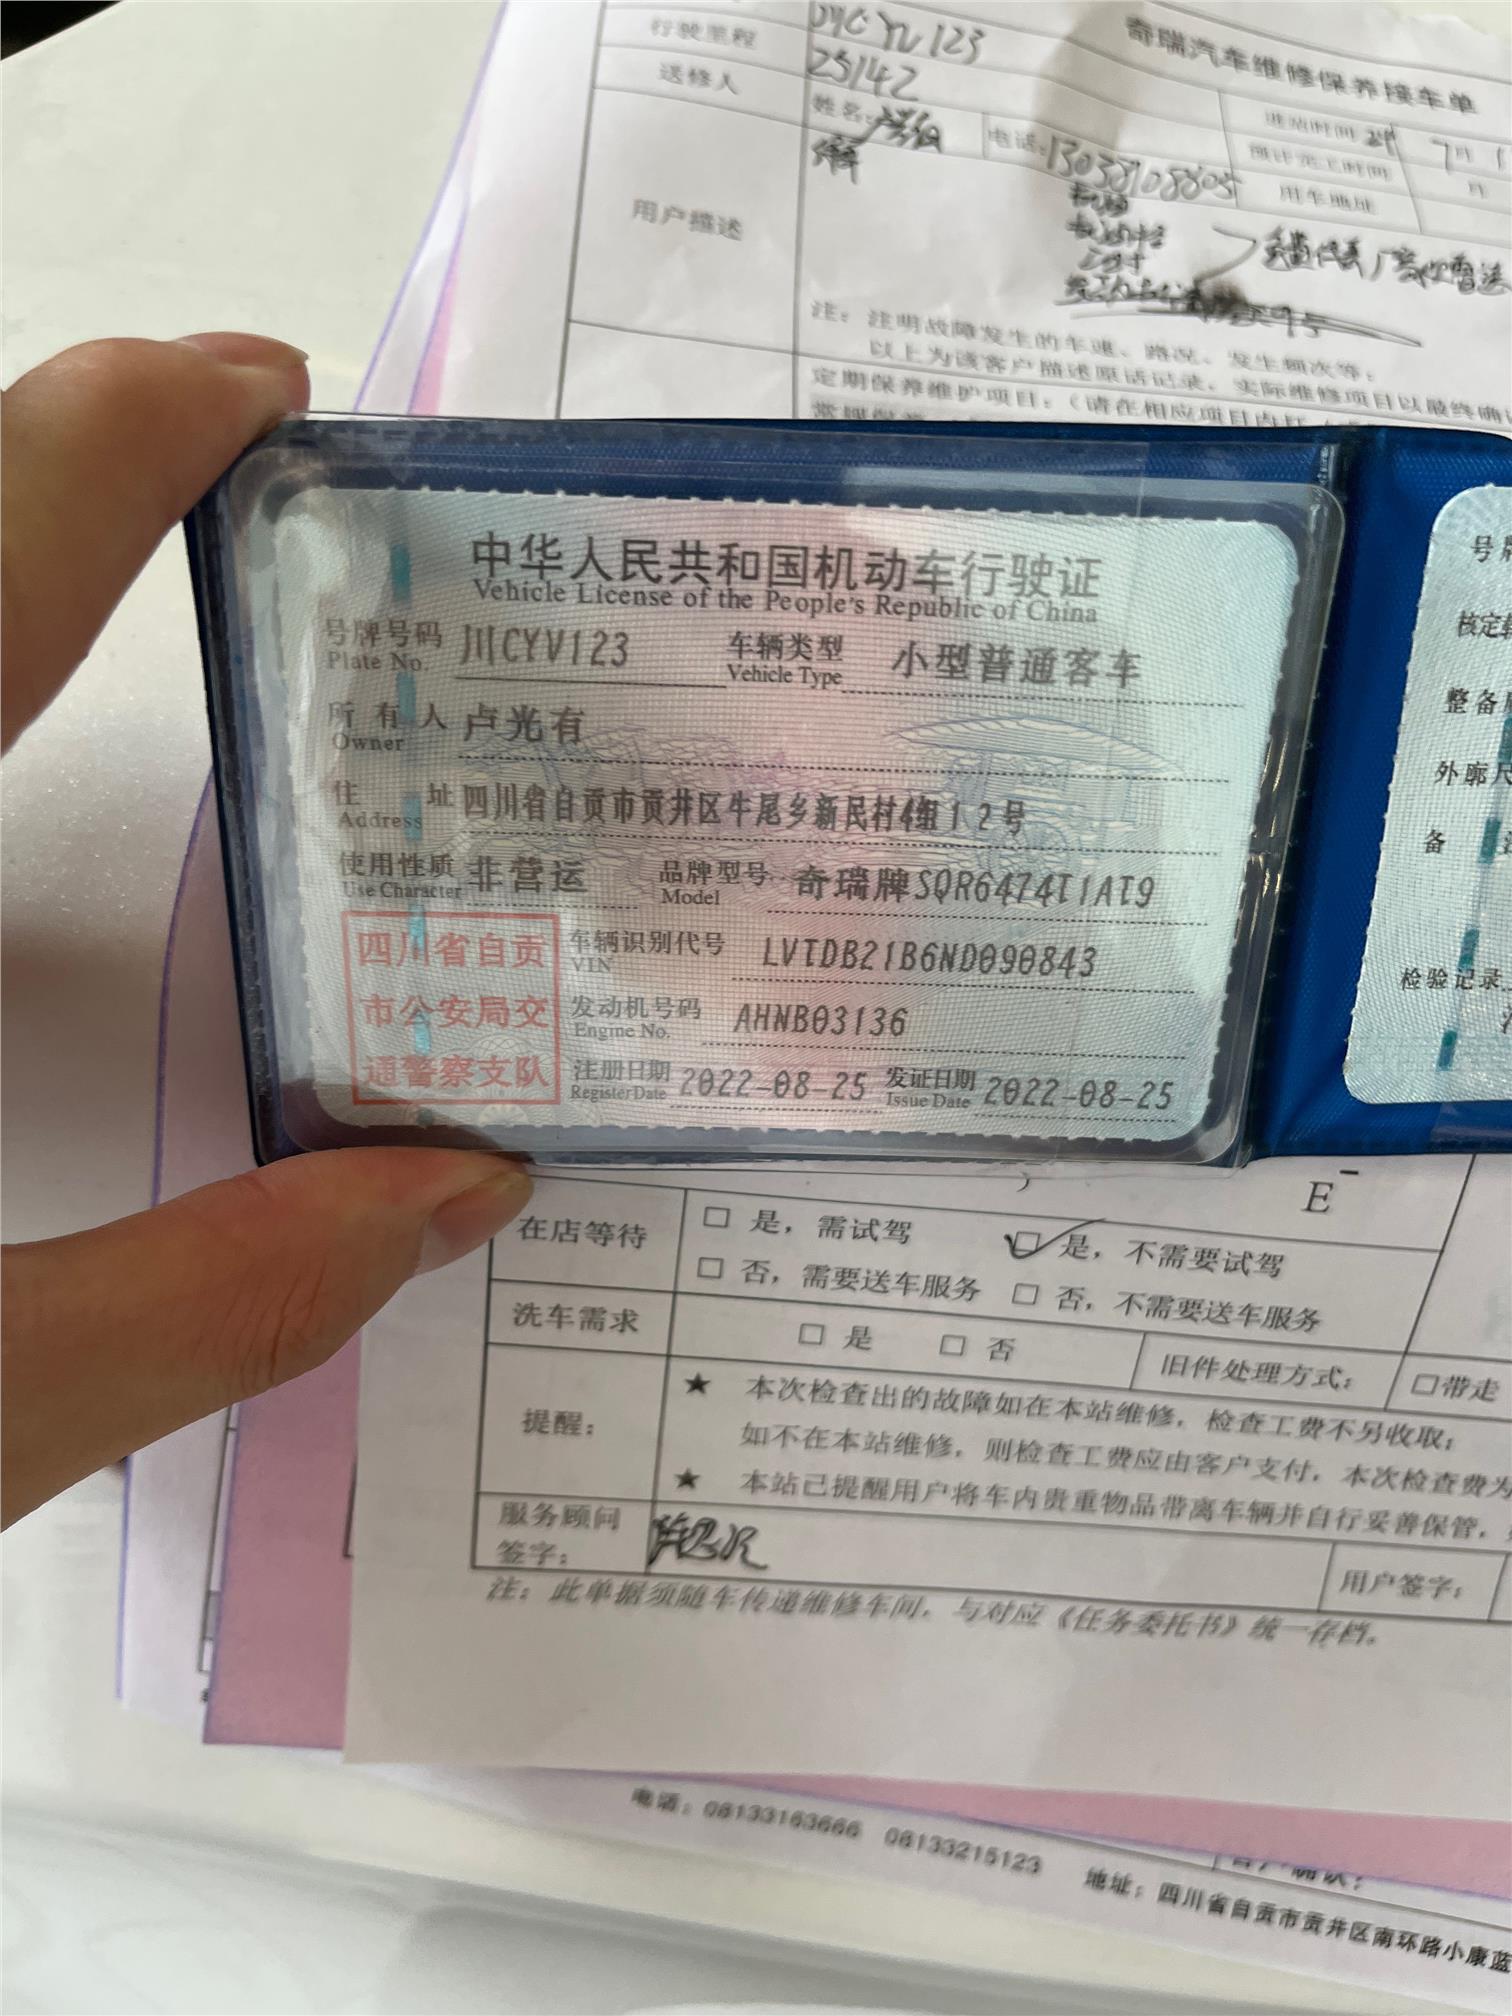 奇瑞汽车维修保养接车单
行驶里程 25142
送修人 姓名: 电话:13038708805
进站时间
预计完工时间
用车地址
用户描述
注: 注明故障发生的车速、路况、发生频次等;
以上为该客户描述原话记录,实际维修项目以最终确
定期保养维护项目:(请在相应项目内打
中华人民共和国机动车行驶证
Vehicle License of the People's Republic of China
号牌号码 川CYV123 车辆类型 小型普通客车
Plate No. Vehicle Type
所有人 卢光有
Owner
住址 四川省自贡市贡井区牛尾乡新民村4组12号
Address
使用性质 非营运 品牌型号 奇瑞牌SQR6474T1AT9
Use Character Model
四川省自贡
市公安局交
通警察支队
车辆识别代号 LVTDB21B6ND090843
VIN
发动机号码 AHNB03136
Engine No.
注册日期 2022-08-25 发证日期 2022-08-25
Register Date Issue Date
号牌
核定
整备
外廓尺
备
检验记录
E
在店等待 □ 是,需试驾 □ 是,不需要试驾
□ 否,需要送车服务 □ 否,不需要送车服务
洗车需求 □ 是 □ 否 旧件处理方式: □带走
提醒: ★ 本次检查出的故障如在本站维修,检查工费不另收取;
如不在本站维修,则检查工费应由客户支付,本次检查费为
★ 本站已提醒用户将车内贵重物品带离车辆并自行妥善保管,
服务顾问
签字:
用户签字:
注: 此单据须随车传递维修车间,与对应《任务委托书》统一存档。
电话: 08133163666 08133215123 地址: 四川省自贡市贡井区南环路小康蓝